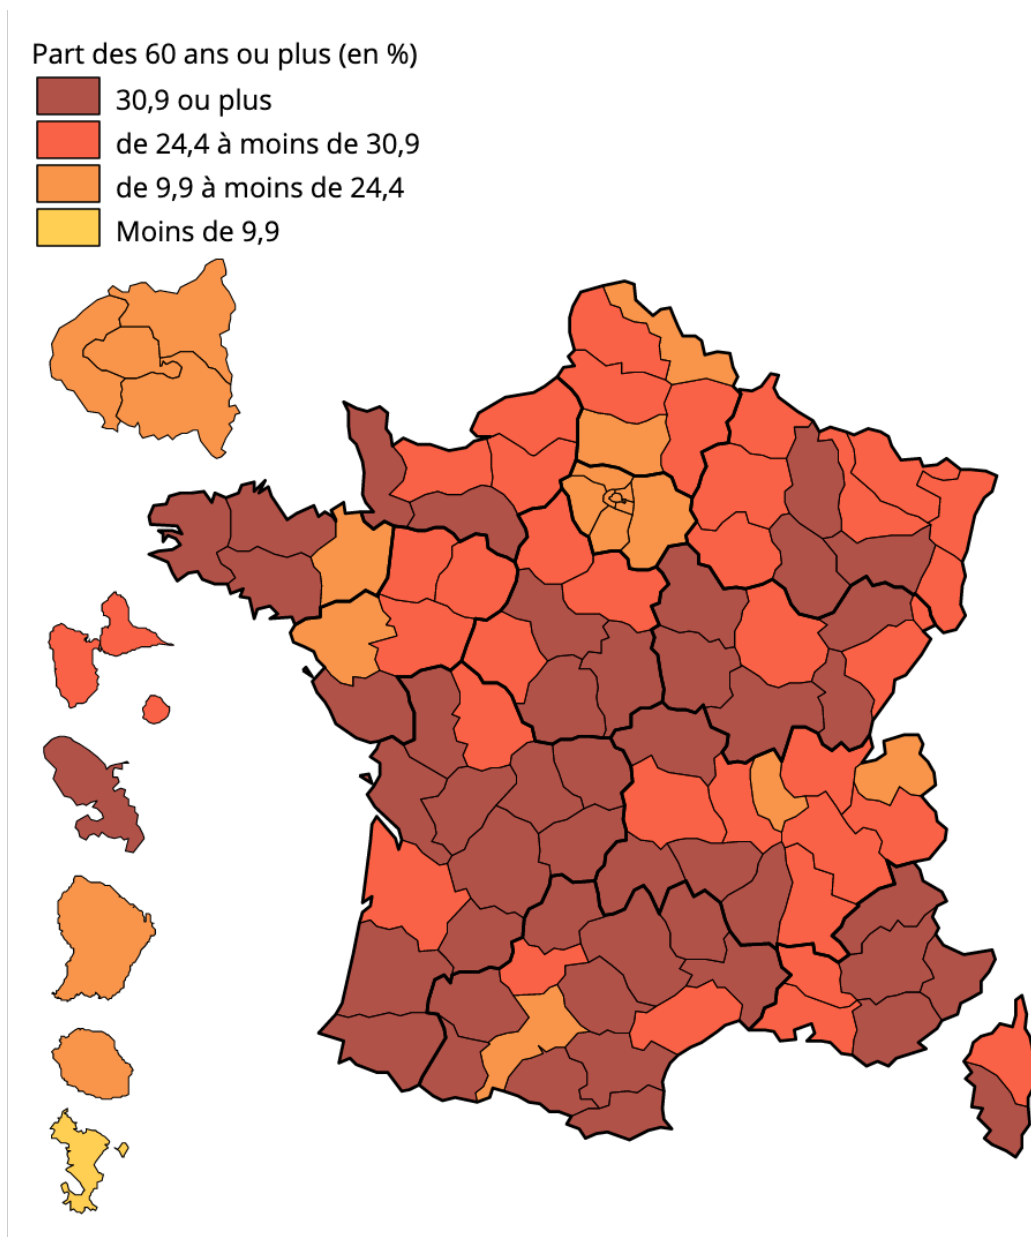 Part des 60 ans ou plus (en %)
30,9 ou plus
de 24,4 à moins de 30,9
de 9,9 à moins de 24,4
Moins de 9,9